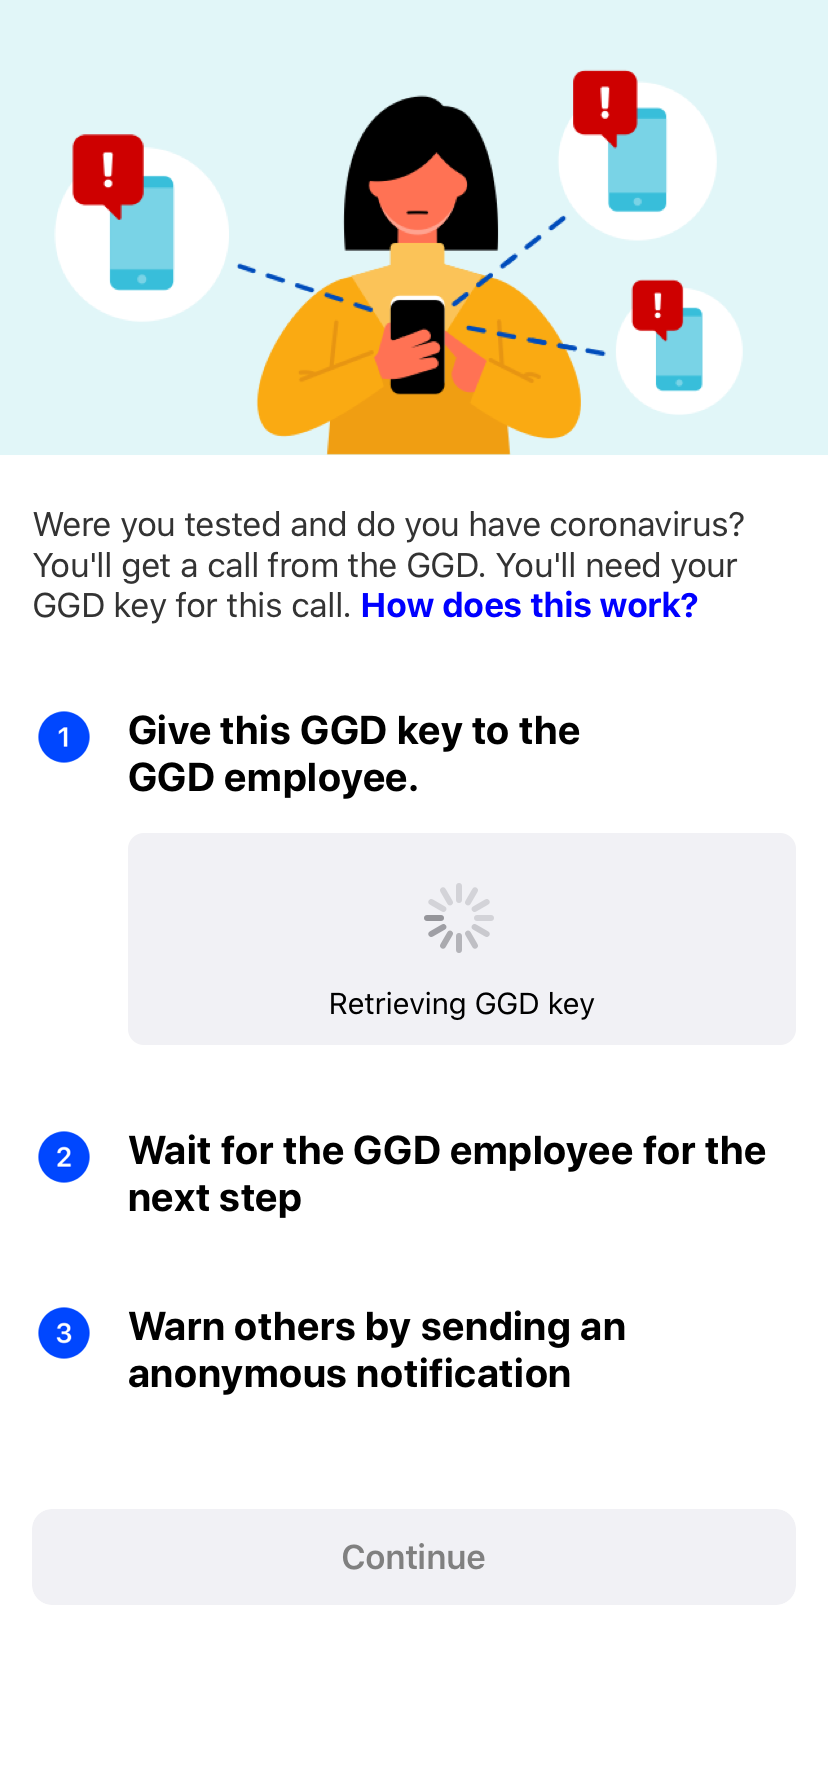 Were you tested and do you have coronavirus?
You'll get a call from the GGD. You'll need your
GGD key for this call. How does this work?
1
Give this GGD key to the
GGD employee.
Retrieving GGD key
2
Wait for the GGD employee for the
next step
3
Warn others by sending an
anonymous notification
Continue